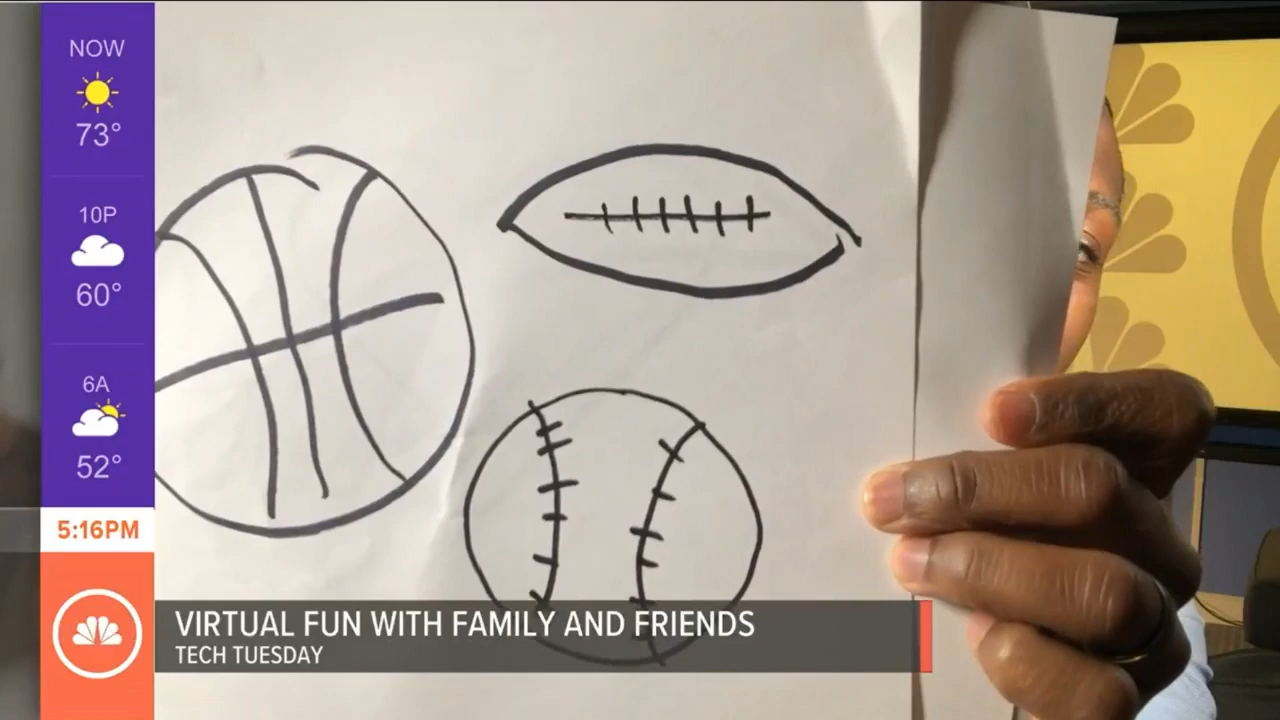 NOW
73°
10P
60°
6A
52°
5:16PM
VIRTUAL FUN WITH FAMILY AND FRIENDS
TECH TUESDAY